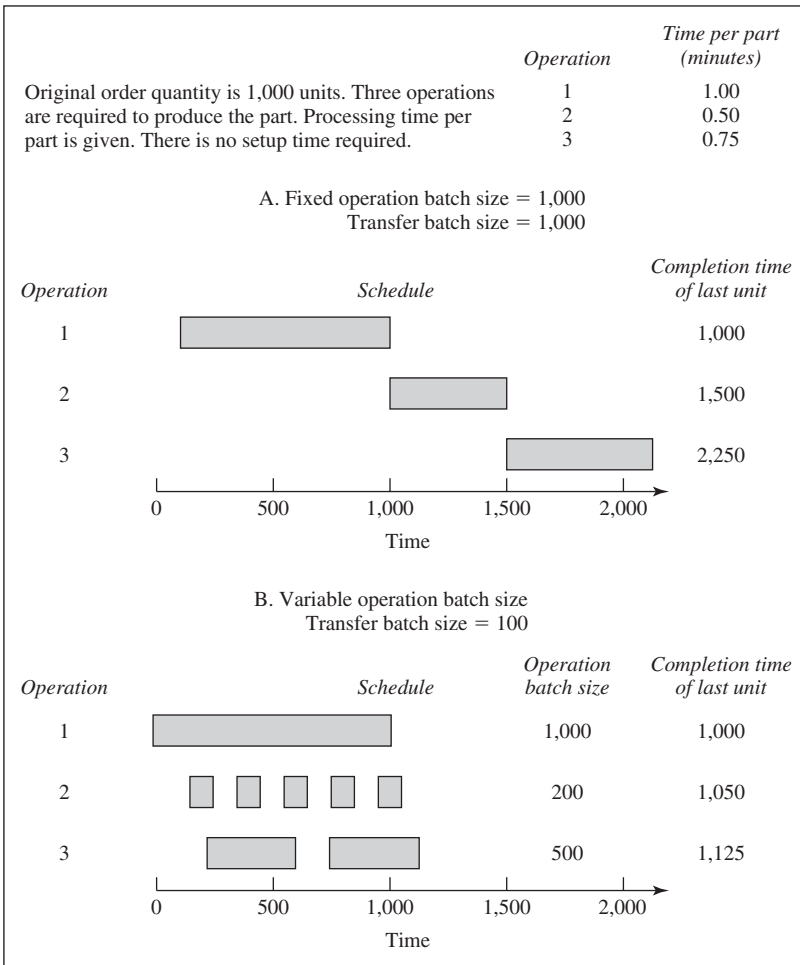 Time per part
Operation (minutes)
Original order quantity is 1,000 units. Three operations 1 1.00
are required to produce the part. Processing time per 2 0.50
part is given. There is no setup time required. 3 0.75
A. Fixed operation batch size = 1,000
Transfer batch size = 1,000
Completion time
Operation Schedule of last unit
1 1,000
2 1,500
3 2,250
0 500 1,000 1,500 2,000
Time
B. Variable operation batch size
Transfer batch size = 100
Operation Completion time
Operation Schedule batch size of last unit
1 1,000 1,000
2 200 1,050
3 500 1,125
0 500 1,000 1,500 2,000
Time